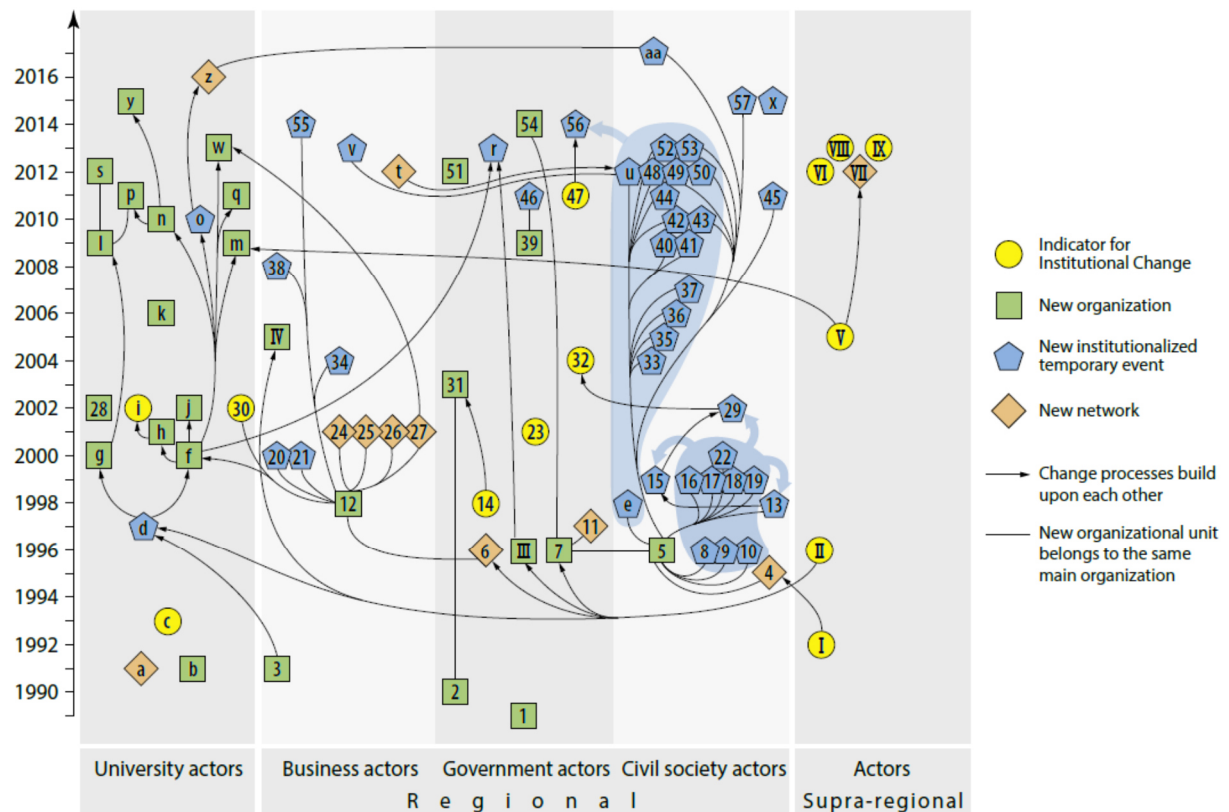 2016
2014
2012
2010
2008
2006
2004
2002
2000
1998
1996
1994
1992
1990
aa
z
y
57 x
55
54
56
w
v
r
52 53
VIII IX
s
t
51
u 48 49 50
VI VII
p
q
46
47
44
45
n
o
42 43
l
m
39
40 41
38
37
k
36
IV
35
V
34
32
33
31
28
i
j
30
29
h
24 25 26 27
23
g
f
20 21
22
15 16 17 18 19
12
14
e
13
d
11
6
III
7
5
8 9 10
II
4
c
I
a
b
3
2
1
University actors
Business actors
Government actors
Civil society actors
Actors
Regional
Supra-regional
Indicator for
Institutional Change
New organization
New institutionalized
temporary event
New network
Change processes build
upon each other
New organizational unit
belongs to the same
main organization